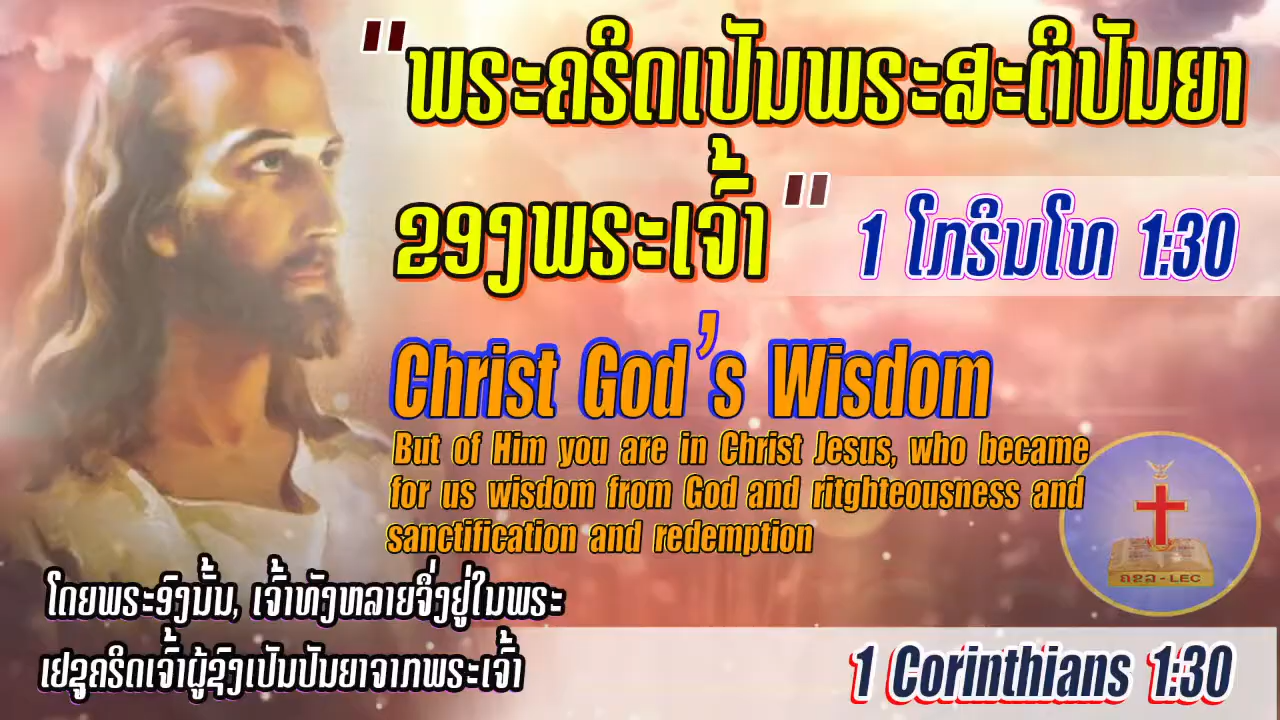 "ພຣະຄຣິດເປັນພຣະສະຕິປັນຍາ
ຂອງພຣະເຈົ້າ"
1 ໂກຣິນໂທ 1:30
Christ God's Wisdom
But of Him you are in Christ Jesus, who became
for us wisdom from God and ritghteousness and
sanctification and redemption
ຄຂລ - LEC
ໂດຍພຣະອົງນັ້ນ, ເຈົ້າທັງຫລາຍຈຶ່ງຢູ່ໃນພຣະ
ເຢຊູຄຣິດເຈົ້າຜູ້ຊົງເປັນປັນຍາຈາກພຣະເຈົ້າ
1 Corinthians 1:30